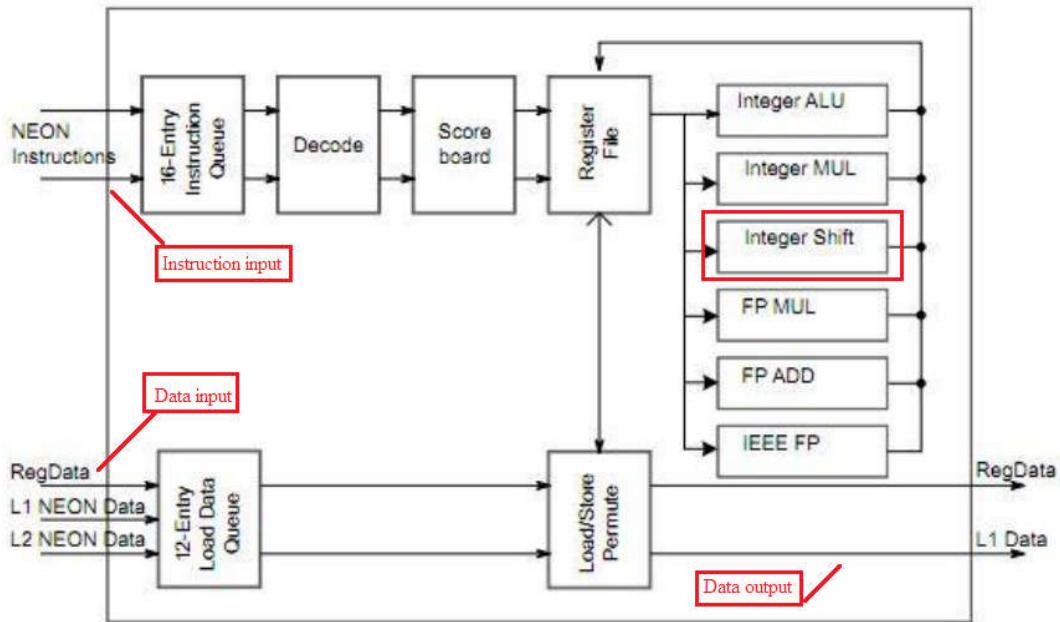 NEON
Instructions
16-Entry
Instruction
Queue
Decode
Score
board
Register
File
Integer ALU
Integer MUL
Integer Shift
FP MUL
FP ADD
IEEE FP
Instruction input
Data input
RegData
L1 NEON Data
L2 NEON Data
12-Entry
Load Data
Queue
Load/Store
Permute
RegData
L1 Data
Data output